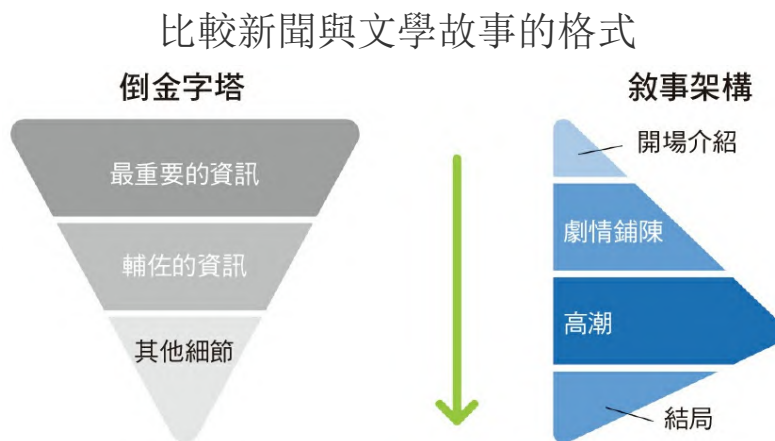 比較新聞與文學故事的格式
倒金字塔
最重要的資訊
輔佐的資訊
其他細節
敘事架構
開場介紹
劇情鋪陳
高潮
結局